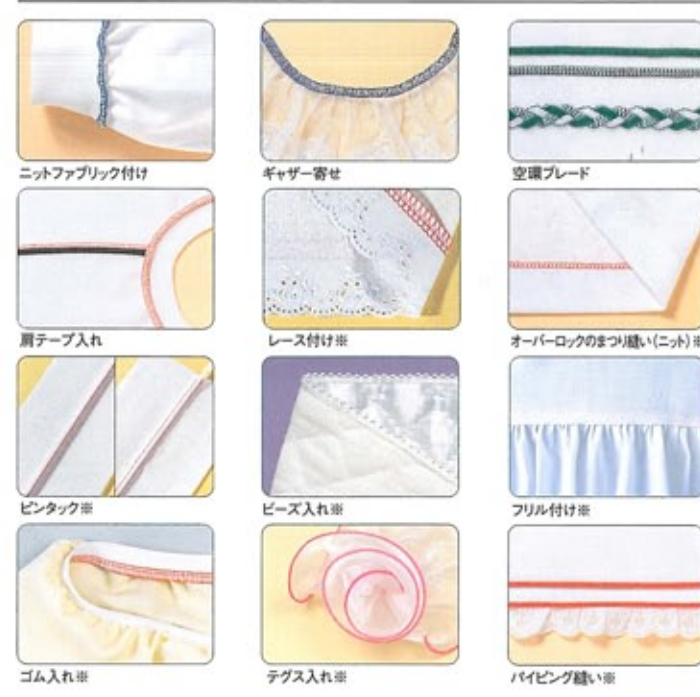 ニットファブリック付け
ギャザー寄せ
空環ブレード
肩テープ入れ
レース付け※
オーバーロックのまつり縫い(ニット)※
ピンタック※
ビーズ入れ※
フリル付け※
ゴム入れ※
テグス入れ※
パイピング縫い※